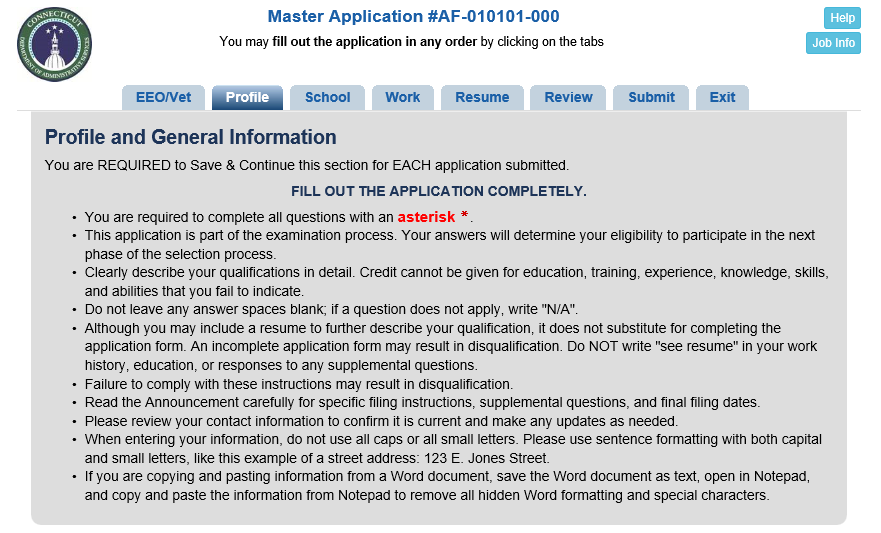 CONNECTICUT
DEPARTMENT OF ADMINISTRATIVE SERVICES
Master Application #AF-010101-000
You may fill out the application in any order by clicking on the tabs
Help
Job Info
EEO/Vet
Profile
School
Work
Resume
Review
Submit
Exit
Profile and General Information
You are REQUIRED to Save & Continue this section for EACH application submitted.
FILL OUT THE APPLICATION COMPLETELY.
• You are required to complete all questions with an asterisk *.
• This application is part of the examination process. Your answers will determine your eligibility to participate in the next
phase of the selection process.
• Clearly describe your qualifications in detail. Credit cannot be given for education, training, experience, knowledge, skills,
and abilities that you fail to indicate.
• Do not leave any answer spaces blank; if a question does not apply, write "N/A".
• Although you may include a resume to further describe your qualification, it does not substitute for completing the
application form. An incomplete application form may result in disqualification. Do NOT write "see resume" in your work
history, education, or responses to any supplemental questions.
• Failure to comply with these instructions may result in disqualification.
• Read the Announcement carefully for specific filing instructions, supplemental questions, and final filing dates.
• Please review your contact information to confirm it is current and make any updates as needed.
• When entering your information, do not use all caps or all small letters. Please use sentence formatting with both capital
and small letters, like this example of a street address: 123 E. Jones Street.
• If you are copying and pasting information from a Word document, save the Word document as text, open in Notepad,
and copy and paste the information from Notepad to remove all hidden Word formatting and special characters.